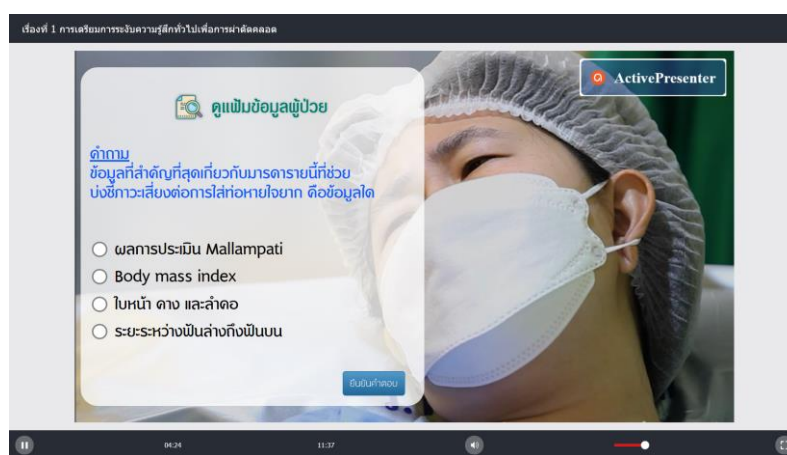 เรื่องที่ 1 การเตรียมการระงับความรู้สึกทั่วไปเพื่อการผ่าตัดคลอด
ActivePresenter
ดูแฟ้มข้อมูลผู้ป่วย
คำถาม
ข้อมูลที่สำคัญที่สุดเกี่ยวกับมารดารายนี้ที่ช่วย
บ่งชี้ภาวะเสี่ยงต่อการใส่ท่อหายใจยาก คือข้อมูลใด
ผลการประเมิน Mallampati
Body mass index
ใบหน้า คาง และลำคอ
ระยะระหว่างฟันล่างถึงฟันบน
ยืนยันคำตอบ
04:24 11:37